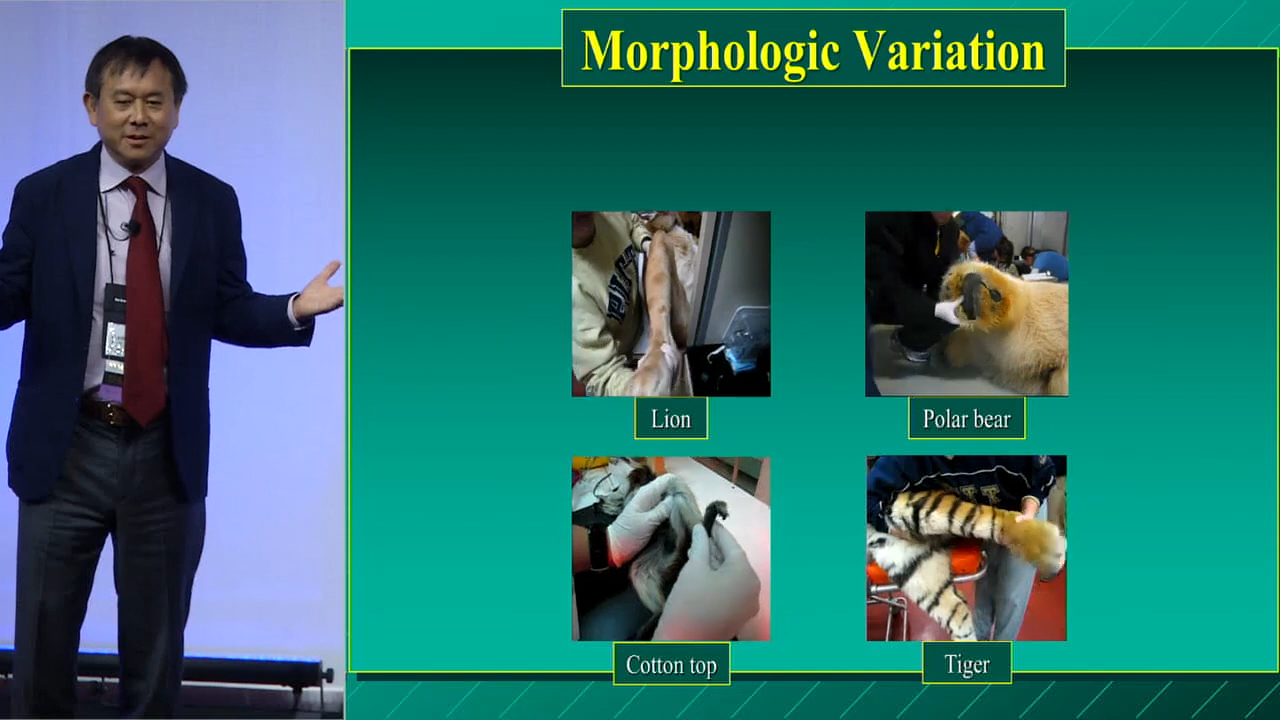 Morphologic Variation
Lion
Polar bear
Cotton top
Tiger